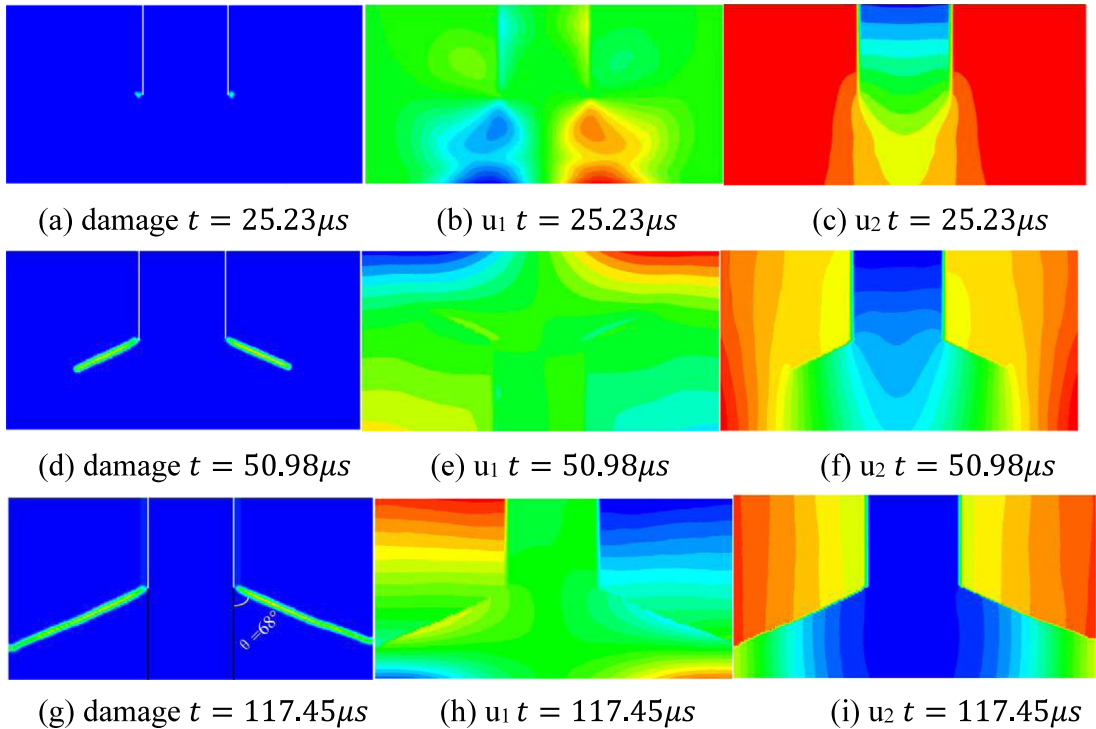 (a) damage t = 25.23μs
(b) u₁ t = 25.23μs
(c) u₂ t = 25.23μs
(d) damage t = 50.98μs
(e) u₁ t = 50.98μs
(f) u₂ t = 50.98μs
θ =68°
(g) damage t = 117.45μs
(h) u₁ t = 117.45μs
(i) u₂ t = 117.45μs